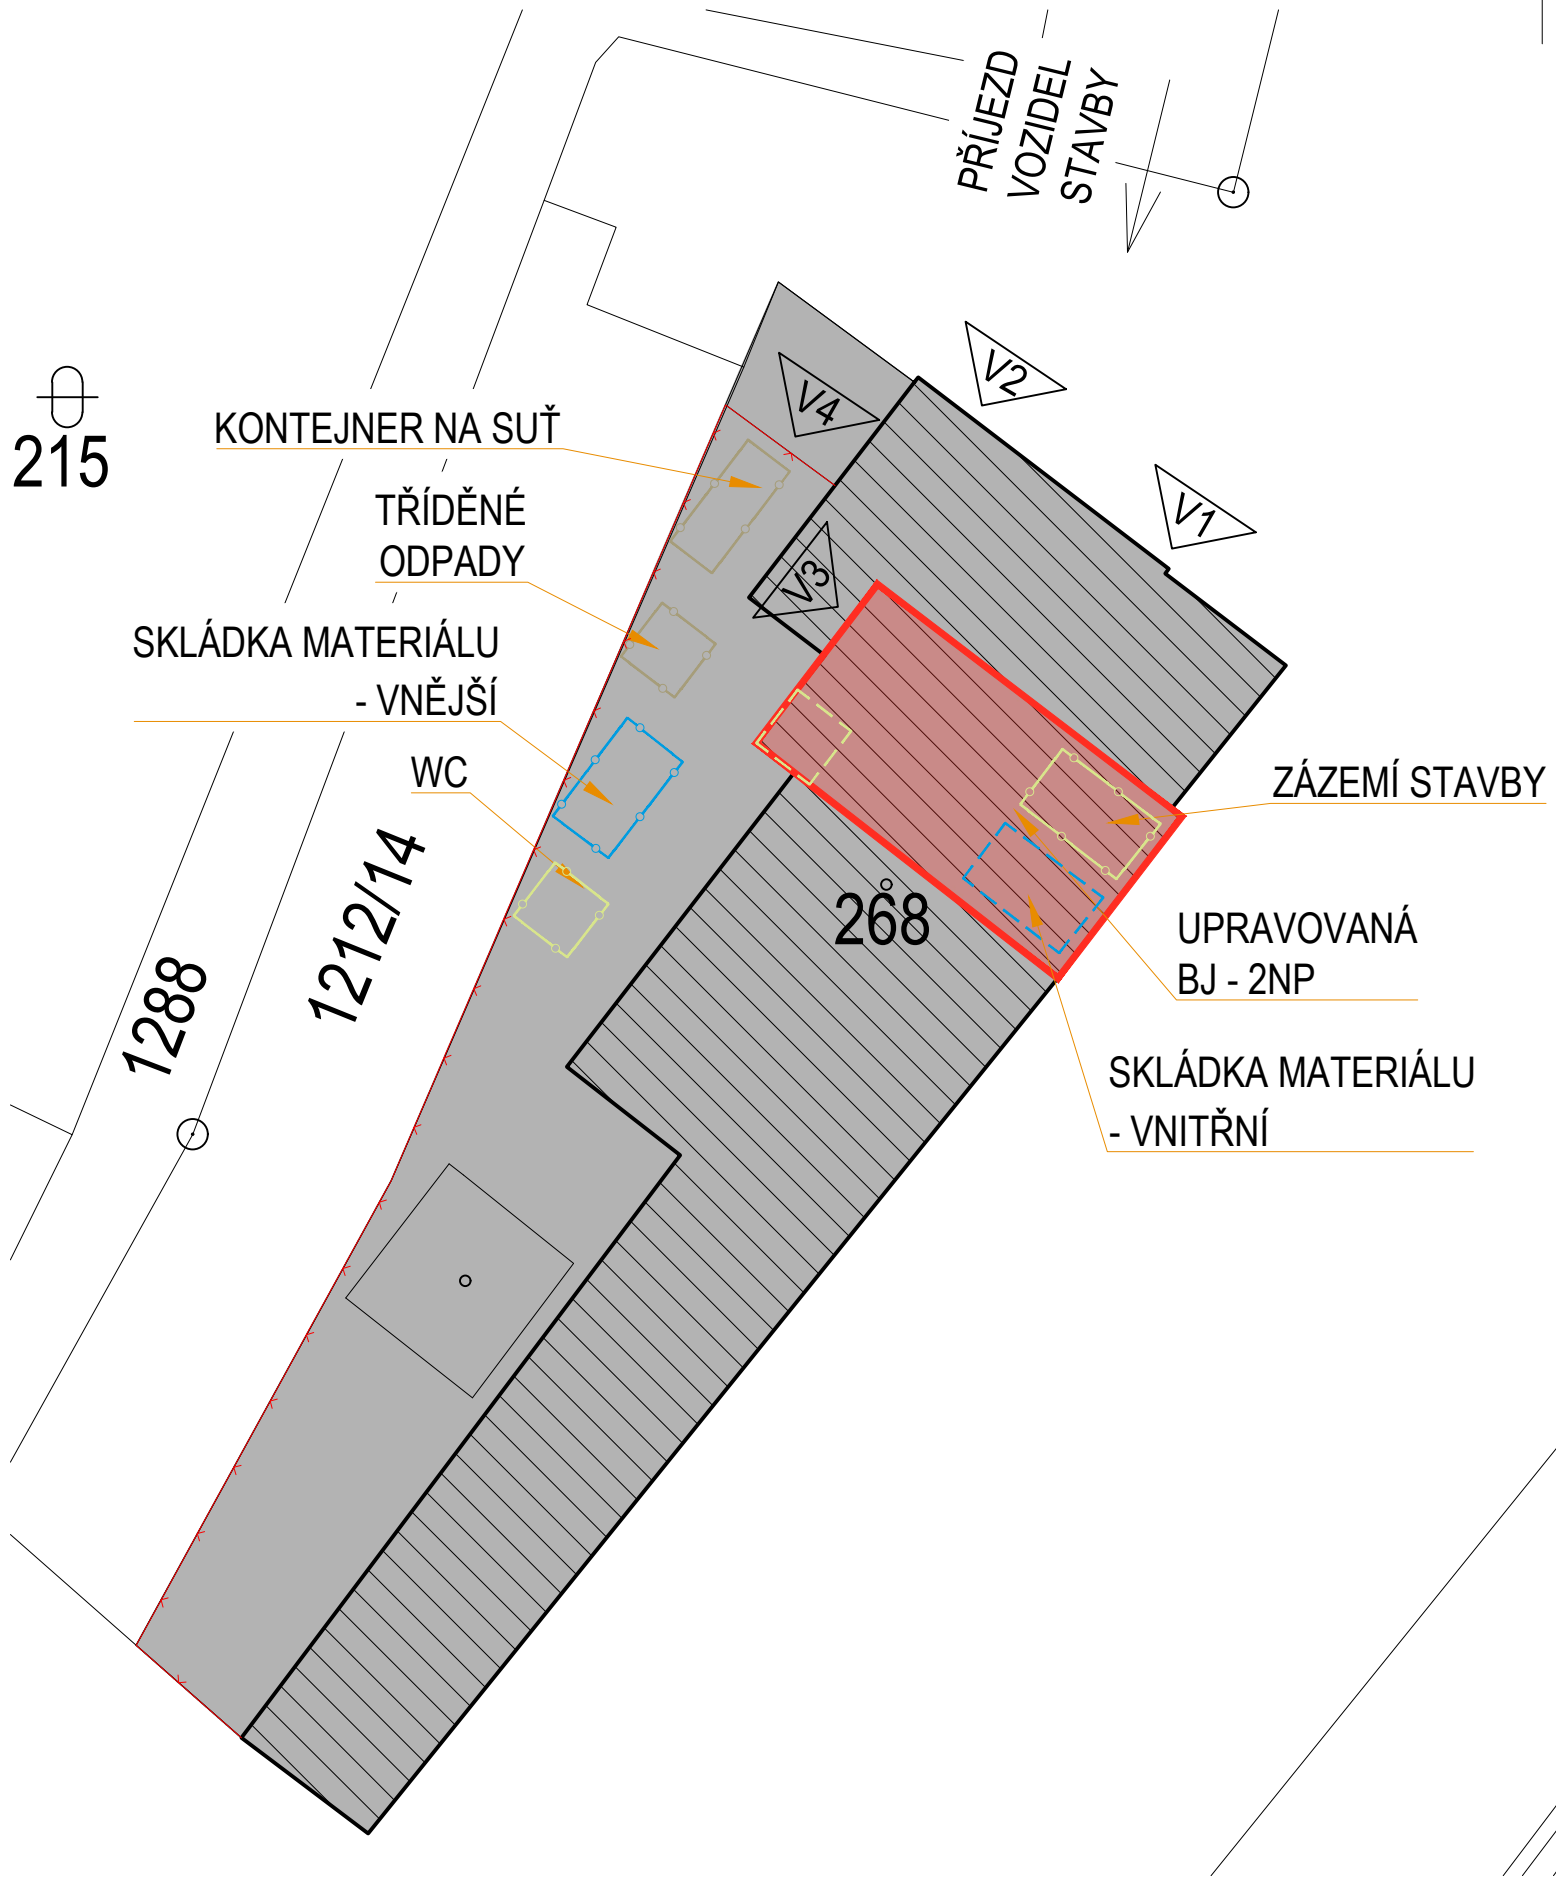 PŘÍJEZD
VOZIDEL
STAVBY
V2
V4
215
KONTEJNER NA SUŤ
V1
TŘÍDĚNÉ
ODPADY
V3
SKLÁDKA MATERIÁLU
- VNĚJŠÍ
WC
ZÁZEMÍ STAVBY
1212/14
268
UPRAVOVANÁ
BJ - 2NP
1288
SKLÁDKA MATERIÁLU
- VNITŘNÍ